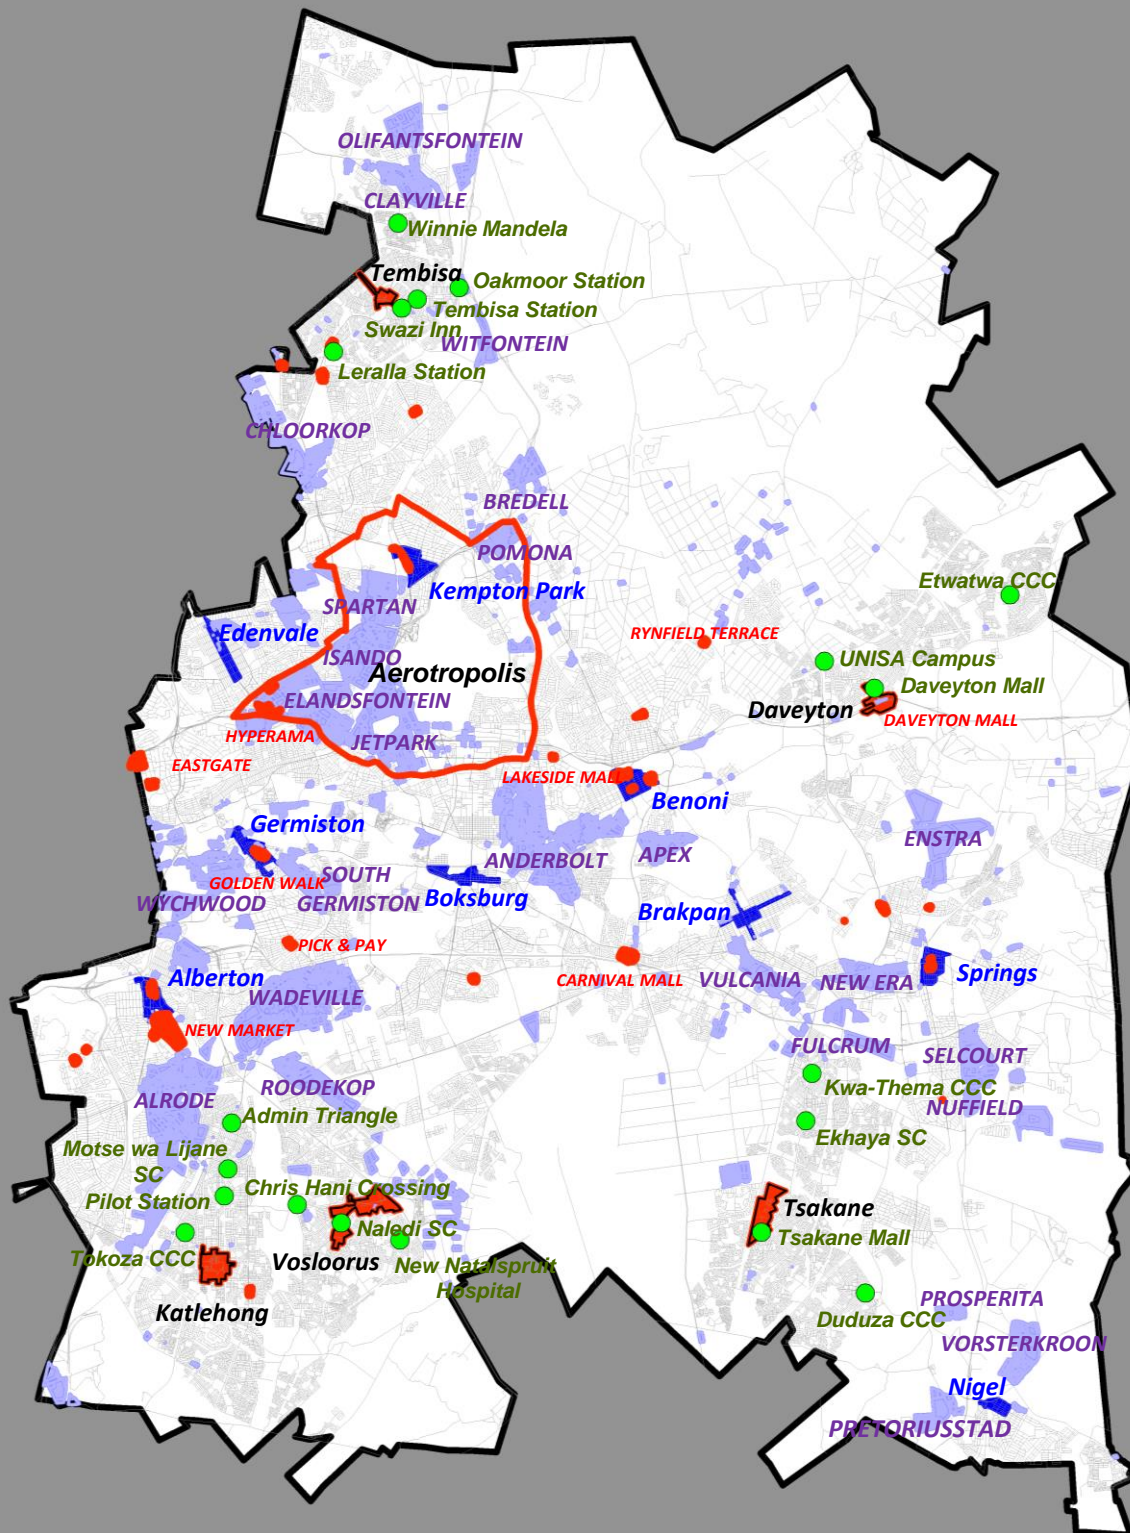 OLIFANTSFONTEIN
CLAYVILLE
Winnie Mandela
Tembisa
Oakmoor Station
Tembisa Station
Swazi Inn
WITFONTEIN
Leralla Station
CHLOORKOP
BREDELL
POMONA
Kempton Park
Etwatwa CCC
SPARTAN
Edenvale
RYNFIELD TERRACE
ISANDO
Aerotropolis
UNISA Campus
Daveyton Mall
ELANDSFONTEIN
Daveyton
DAVEYTON MALL
HYPERAMA
JETPARK
EASTGATE
LAKESIDE MALL
Benoni
Germiston
ENSTRA
ANDERBOLT
APEX
SOUTH
GERMISTON
GOLDEN WALK
WYCHWOOD
Boksburg
Brakpan
PICK & PAY
Alberton
CARNIVAL MALL
VULCANIA
NEW ERA
Springs
WADEVILLE
NEW MARKET
FULCRUM
SELCOURT
ROODEKOP
Kwa-Thema CCC
ALRODE
NUFFIELD
Admin Triangle
Ekhaya SC
Motse wa Lijane
SC
Chris Hani Crossing
Pilot Station
Tsakane
Naledi SC
Tsakane Mall
Tokoza CCC
Vosloorus
New Natalspruit
Hospital
Katlehong
PROSPERITA
Duduza CCC
VORSTERKROON
Nigel
PRETORIUSSTAD